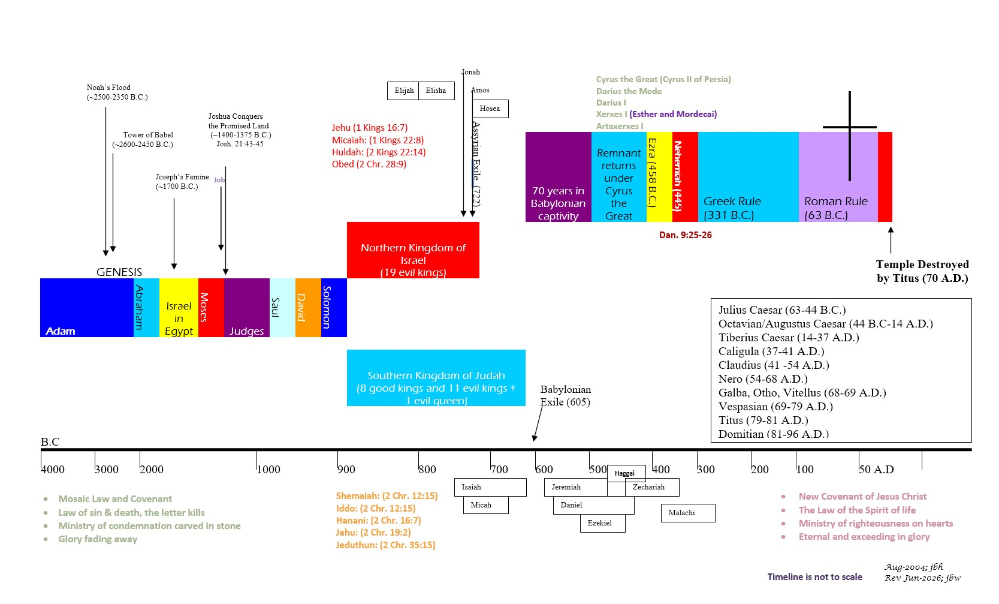 Jonah
Cyrus the Great (Cyrus II of Persia)
Darius the Mede
Darius I
Xerxes I (Esther and Mordecai)
Artaxerxes I
Noah's Flood
(~2500-2350 B.C.)
Elijah
Elisha
Amos
Hosea
Joshua Conquers
the Promised Land
(~1400-1375 B.C.)
Josh. 21:43-45
Tower of Babel
(~2600-2450 B.C.)
Jehu (1 Kings 16:7)
Micaiah: (1 Kings 22:8)
Huldah: (2 Kings 22:14)
Obed (2 Chr. 28:9)
Assyrian Exile (722)
Joseph's Famine
(~1700 B.C.)
Job
70 years in
Babylonian
captivity
Remnant
returns
under
Cyrus
the
Great
Ezra (458 B.C.)
Nehemiah (445)
Greek Rule
(331 B.C.)
Roman Rule
(63 B.C.)
Dan. 9:25-26
Temple Destroyed
by Titus (70 A.D.)
GENESIS
Adam
Abraham
Israel
in
Egypt
Moses
Judges
Saul
David
Solomon
Northern Kingdom of
Israel
(19 evil kings)
Southern Kingdom of Judah
(8 good kings and 11 evil kings +
1 evil queen)
Babylonian
Exile (605)
Julius Caesar (63-44 B.C.)
Octavian/Augustus Caesar (44 B.C-14 A.D.)
Tiberius Caesar (14-37 A.D.)
Caligula (37-41 A.D.)
Claudius (41 -54 A.D.)
Nero (54-68 A.D.)
Galba, Otho, Vitellus (68-69 A.D.)
Vespasian (69-79 A.D.)
Titus (79-81 A.D.)
Domitian (81-96 A.D.)
B.C
4000 3000 2000 1000 900 800 700 600 500 400 300 200 100 50 A.D
Haggai
Isaiah
Jeremiah
Zechariah
Micah
Daniel
Malachi
Ezekiel
• Mosaic Law and Covenant
• Law of sin & death, the letter kills
• Ministry of condemnation carved in stone
• Glory fading away
Shemaiah: (2 Chr. 12:15)
Iddo: (2 Chr. 12:15)
Hanani: (2 Chr. 16:7)
Jehu: (2 Chr. 19:2)
Jeduthun: (2 Chr. 35:15)
• New Covenant of Jesus Christ
• The Law of the Spirit of life
• Ministry of righteousness on hearts
• Eternal and exceeding in glory
Timeline is not to scale
Aug-2004; jbh
Rev Jun-2026; jbw